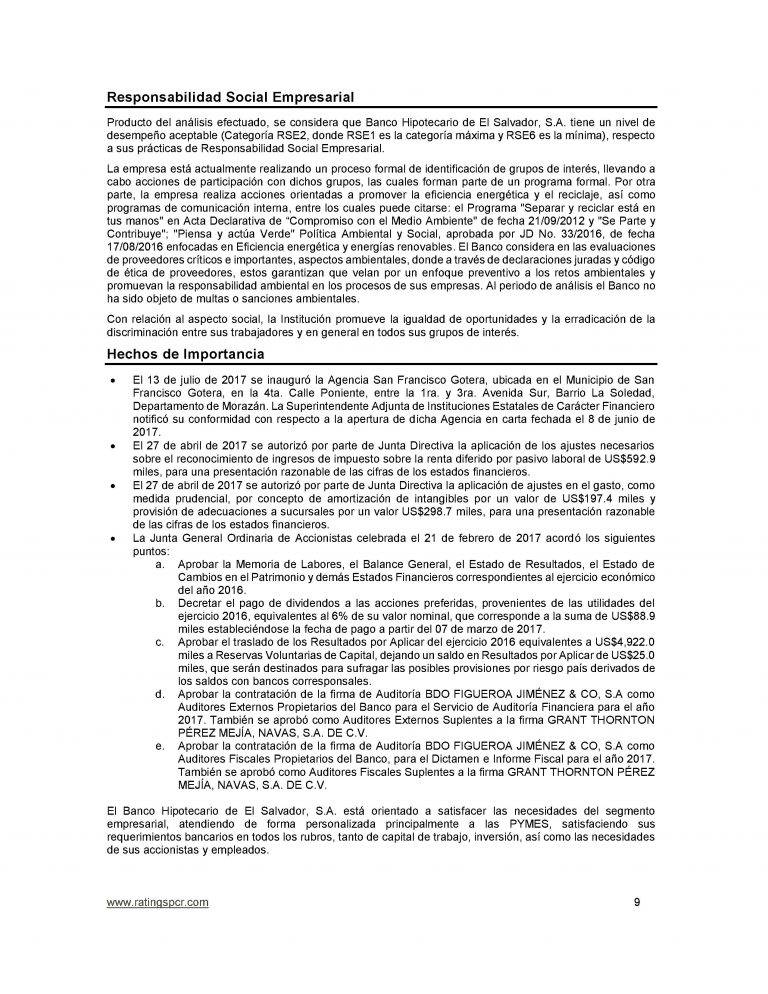 Responsabilidad Social Empresarial
Producto del análisis efectuado, se considera que Banco Hipotecario de El Salvador, S.A. tiene un nivel de
desempeño aceptable (Categoría RSE2, donde RSE1 es la categoría máxima y RSE6 es la mínima), respecto
a sus prácticas de Responsabilidad Social Empresarial.
La empresa está actualmente realizando un proceso formal de identificación de grupos de interés, llevando a
cabo acciones de participación con dichos grupos, las cuales forman parte de un programa formal. Por otra
parte, la empresa realiza acciones orientadas a promover la eficiencia energética y el reciclaje, así como
programas de comunicación interna, entre los cuales puede citarse: el Programa "Separar y reciclar está en
tus manos" en Acta Declarativa de “Compromiso con el Medio Ambiente" de fecha 21/09/2012 y "Se Parte y
Contribuye"; "Piensa y actúa Verde" Política Ambiental y Social, aprobada por JD No. 33/2016, de fecha
17/08/2016 enfocadas en Eficiencia energética y energías renovables. El Banco considera en las evaluaciones
de proveedores críticos e importantes, aspectos ambientales, donde a través de declaraciones juradas y código
de ética de proveedores, estos garantizan que velan por un enfoque preventivo a los retos ambientales y
promuevan la responsabilidad ambiental en los procesos de sus empresas. Al periodo de análisis el Banco no
ha sido objeto de multas o sanciones ambientales.
Con relación al aspecto social, la Institución promueve la igualdad de oportunidades y la erradicación de la
discriminación entre sus trabajadores y en general en todos sus grupos de interés.
Hechos de Importancia
• El 13 de julio de 2017 se inauguró la Agencia San Francisco Gotera, ubicada en el Municipio de San
Francisco Gotera, en la 4ta. Calle Poniente, entre la 1ra. y 3ra. Avenida Sur, Barrio La Soledad,
Departamento de Morazán. La Superintendente Adjunta de Instituciones Estatales de Carácter Financiero
notificó su conformidad con respecto a la apertura de dicha Agencia en carta fechada el 8 de junio de
2017.
• El 27 de abril de 2017 se autorizó por parte de Junta Directiva la aplicación de los ajustes necesarios
sobre el reconocimiento de ingresos de impuesto sobre la renta diferido por pasivo laboral de US$592.9
miles, para una presentación razonable de las cifras de los estados financieros.
• El 27 de abril de 2017 se autorizó por parte de Junta Directiva la aplicación de ajustes en el gasto, como
medida prudencial, por concepto de amortización de intangibles por un valor de US$197.4 miles y
provisión de adecuaciones a sucursales por un valor US$298.7 miles, para una presentación razonable
de las cifras de los estados financieros.
• La Junta General Ordinaria de Accionistas celebrada el 21 de febrero de 2017 acordó los siguientes
puntos:
a. Aprobar la Memoria de Labores, el Balance General, el Estado de Resultados, el Estado de
Cambios en el Patrimonio y demás Estados Financieros correspondientes al ejercicio económico
del año 2016.
b. Decretar el pago de dividendos a las acciones preferidas, provenientes de las utilidades del
ejercicio 2016, equivalentes al 6% de su valor nominal, que corresponde a la suma de US$88.9
miles estableciéndose la fecha de pago a partir del 07 de marzo de 2017.
c. Aprobar el traslado de los Resultados por Aplicar del ejercicio 2016 equivalentes a US$4,922.0
miles a Reservas Voluntarias de Capital, dejando un saldo en Resultados por Aplicar de US$25.0
miles, que serán destinados para sufragar las posibles provisiones por riesgo país derivados de
los saldos con bancos corresponsales.
d. Aprobar la contratación de la firma de Auditoría BDO FIGUEROA JIMÉNEZ & CO, S.A como
Auditores Externos Propietarios del Banco para el Servicio de Auditoría Financiera para el año
2017. También se aprobó como Auditores Externos Suplentes a la firma GRANT THORNTON
PÉREZ MEJÍA, NAVAS, S.A. DE C.V.
e. Aprobar la contratación de la firma de Auditoría BDO FIGUEROA JIMÉNEZ & CO, S.A como
Auditores Fiscales Propietarios del Banco, para el Dictamen e Informe Fiscal para el año 2017.
También se aprobó como Auditores Fiscales Suplentes a la firma GRANT THORNTON PÉREZ
MEJÍA, NAVAS, S.A. DE C.V.
El Banco Hipotecario de El Salvador, S.A. está orientado a satisfacer las necesidades del segmento
empresarial, atendiendo de forma personalizada principalmente a las PYMES, satisfaciendo sus
requerimientos bancarios en todos los rubros, tanto de capital de trabajo, inversión, así como las necesidades
de sus accionistas y empleados.
www.ratingspcr.com 9